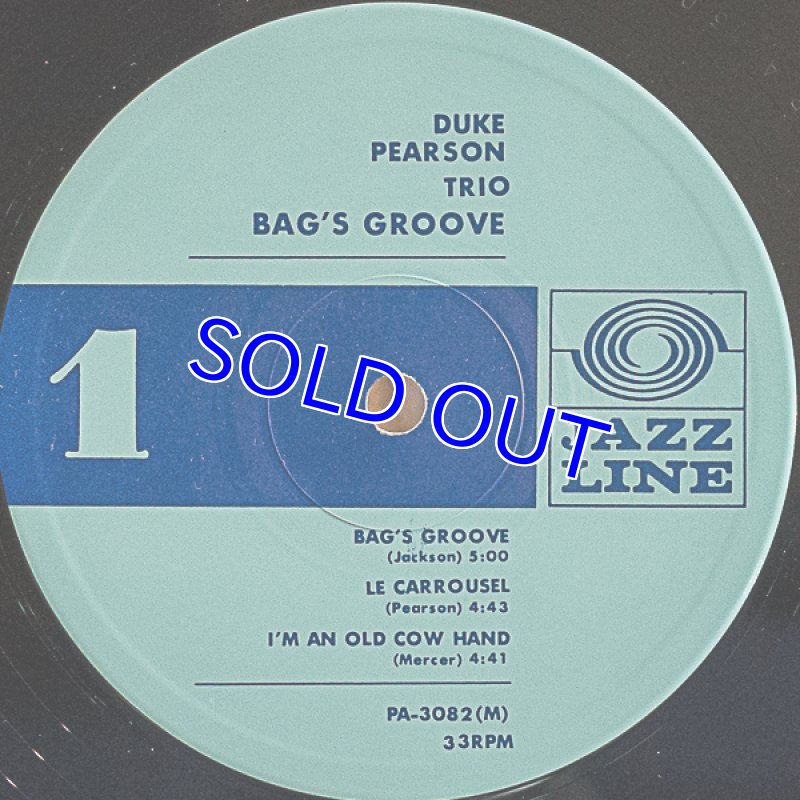 DUKE
PEARSON
TRIO
BAG'S GROOVE
1
SOLD OUT
JAZZ
LINE
BAG'S GROOVE
(Jackson) 5:00
LE CARROUSEL
(Pearson) 4:43
I'M AN OLD COW HAND
(Mercer) 4:41
PA-3082(M)
33RPM